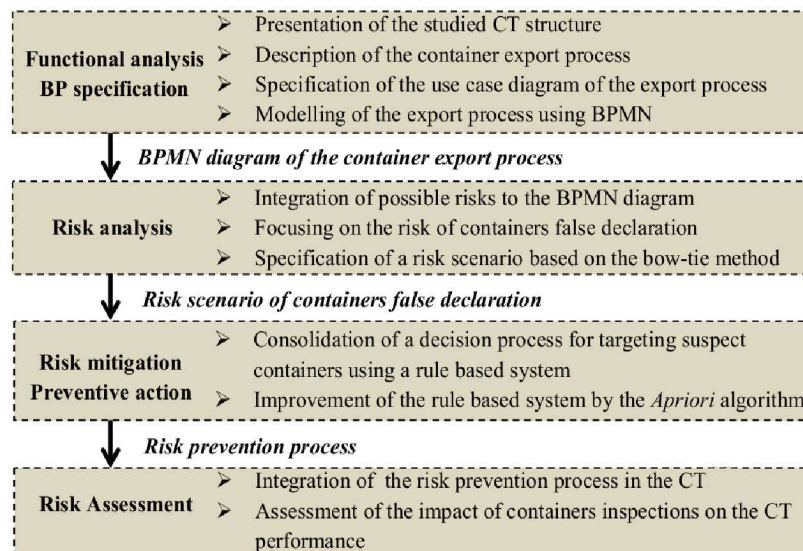 Functional analysis
BP specification
➢ Presentation of the studied CT structure
➢ Description of the container export process
➢ Specification of the use case diagram of the export process
➢ Modelling of the export process using BPMN
BPMN diagram of the container export process
Risk analysis
➢ Integration of possible risks to the BPMN diagram
➢ Focusing on the risk of containers false declaration
➢ Specification of a risk scenario based on the bow-tie method
Risk scenario of containers false declaration
Risk mitigation
Preventive action
➢ Consolidation of a decision process for targeting suspect
containers using a rule based system
➢ Improvement of the rule based system by the Apriori algorithm
Risk prevention process
Risk Assessment
➢ Integration of the risk prevention process in the CT
➢ Assessment of the impact of containers inspections on the CT
performance